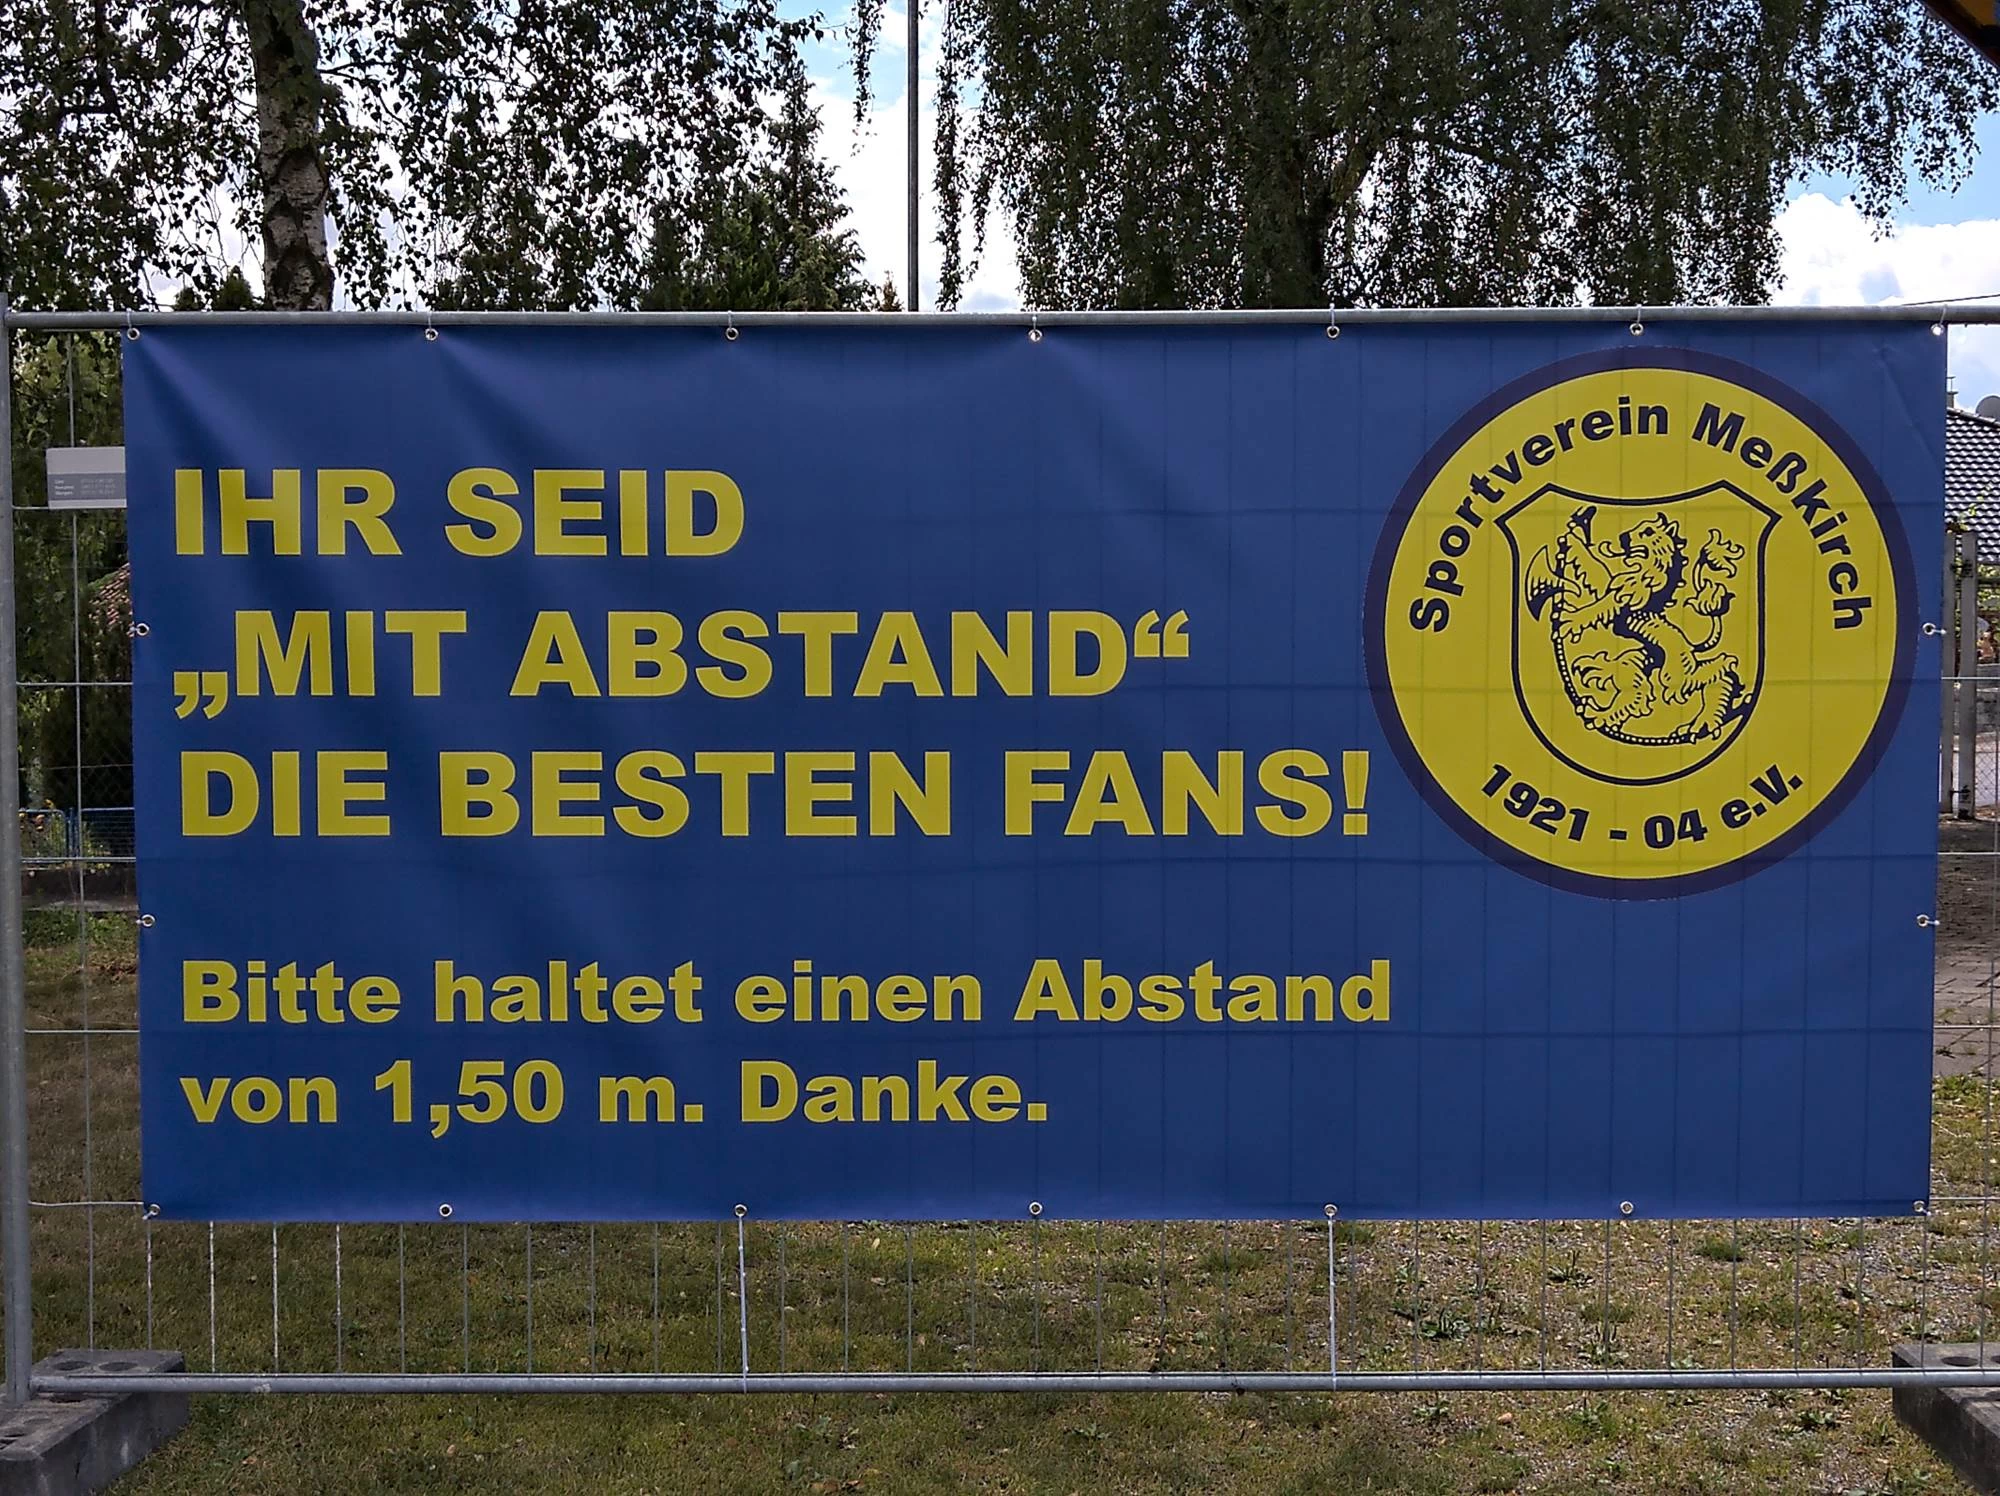 IHR SEID
„MIT ABSTAND“
DIE BESTEN FANS!
Bitte haltet einen Abstand
von 1,50 m. Danke.
Sportverein Meßkirch
1921 - 04 e.V.